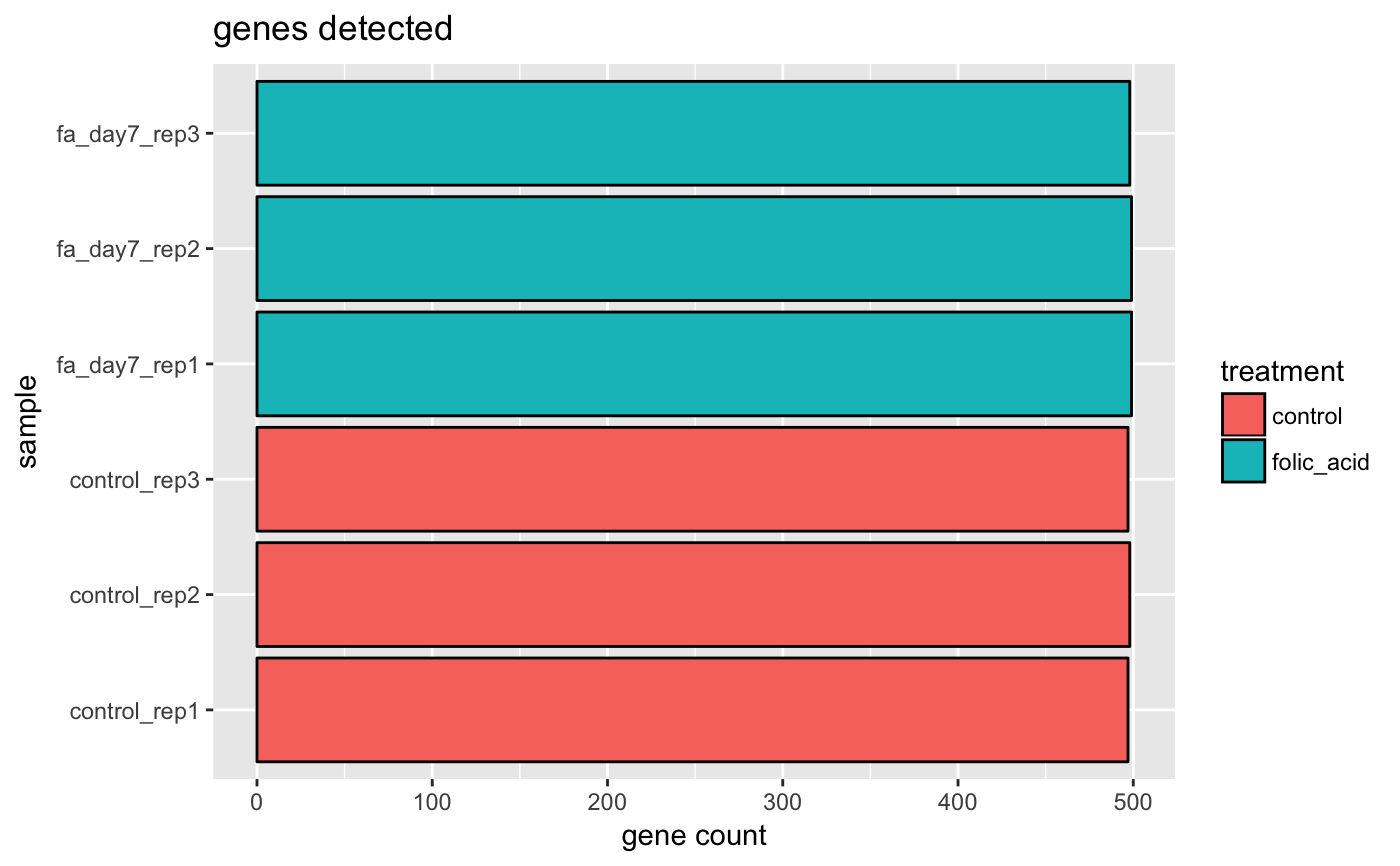 genes detected
fa_day7_rep3
fa_day7_rep2
fa_day7_rep1
control_rep3
control_rep2
control_rep1
sample
0 100 200 300 400 500
gene count
treatment
control
folic_acid